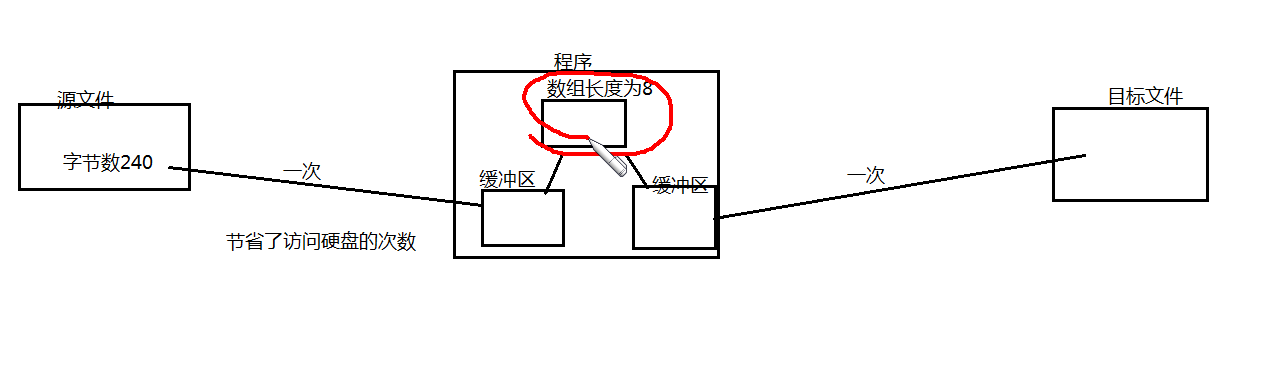 程序
数组长度为8
源文件
目标文件
字节数240
一次
一次
缓冲区
缓冲区
节省了访问硬盘的次数